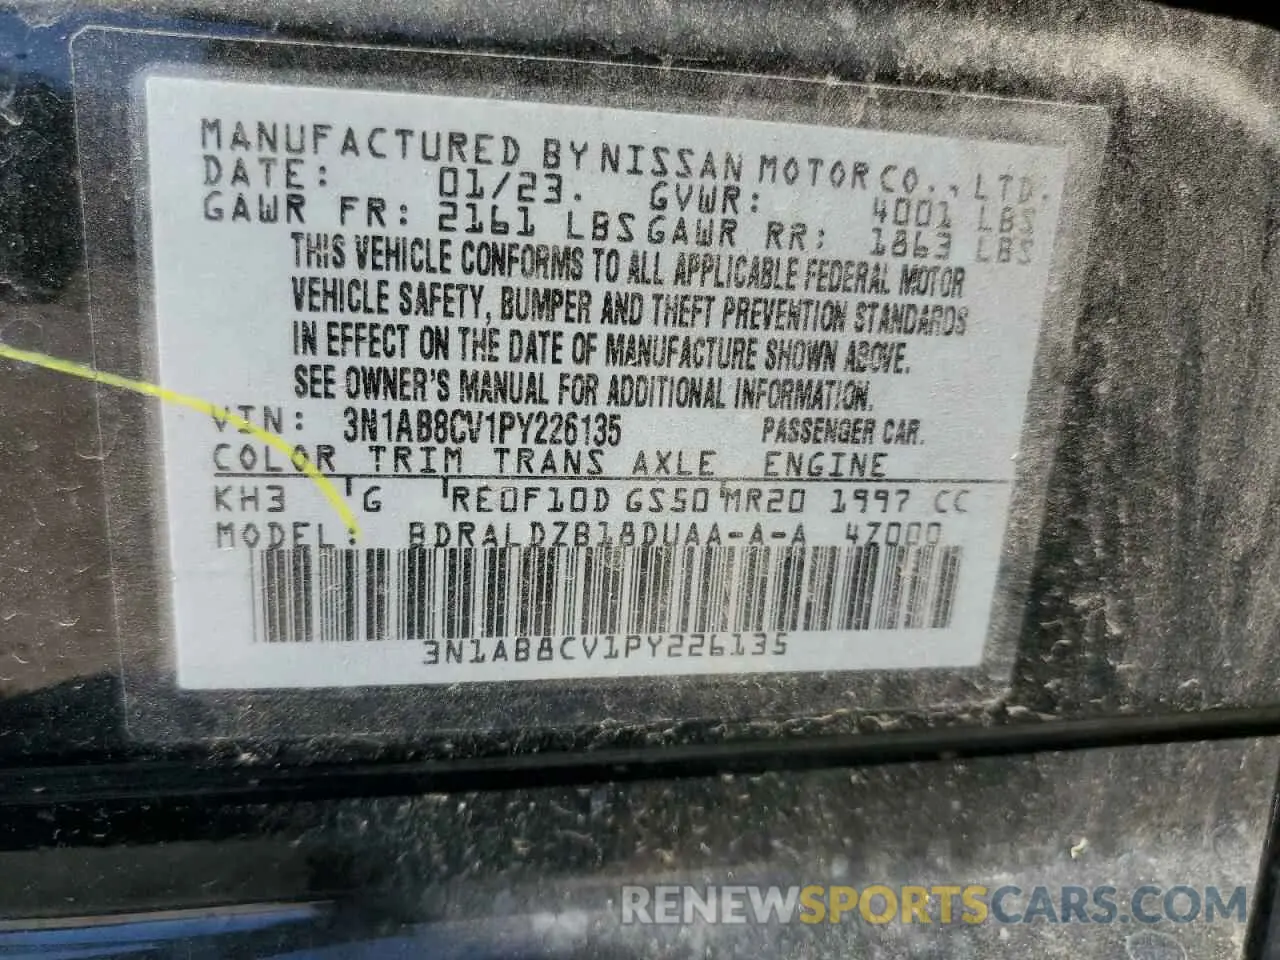 MANUFACTURED BY NISSAN MOTOR CO., LTD.
DATE: 01/23. GVWR: 4001 LBS
GAWR FR: 2161 LBS GAWR RR: 1863 LBS
THIS VEHICLE CONFORMS TO ALL APPLICABLE FEDERAL MOTOR
VEHICLE SAFETY, BUMPER AND THEFT PREVENTION STANDARDS
IN EFFECT ON THE DATE OF MANUFACTURE SHOWN ABOVE.
SEE OWNER'S MANUAL FOR ADDITIONAL INFORMATION.
VIN: 3N1AB8CV1PY226135 PASSENGER CAR.
COLOR TRIM TRANS AXLE ENGINE
KH3 G RE0F10D GS50 MR20 1997 CC
MODEL: BDRALDZB18DUAA-A-A 4Z000
3N1AB8CV1PY226135
RENEWSPORTSCARS.COM